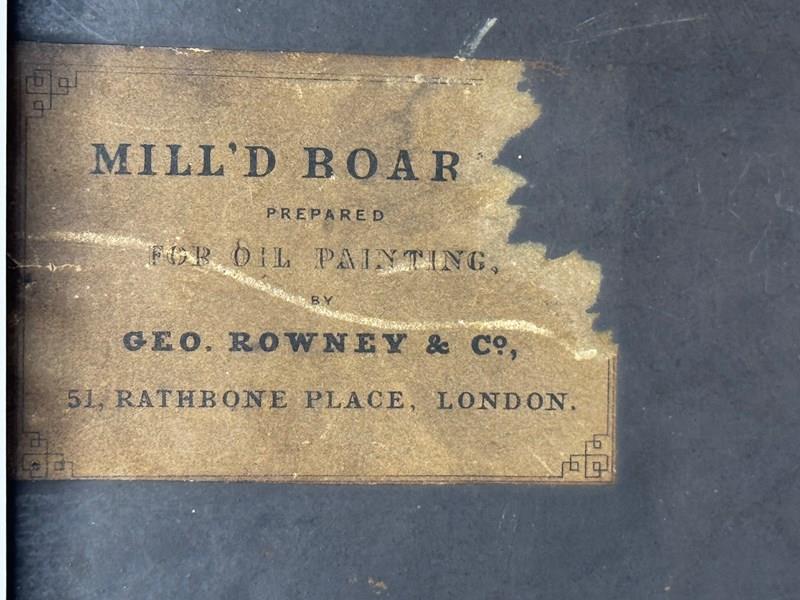 MILL'D BOAR
PREPARED
FOR OIL PAINTING,
BY
GEO. ROWNEY & Cº,
51, RATHBONE PLACE, LONDON.